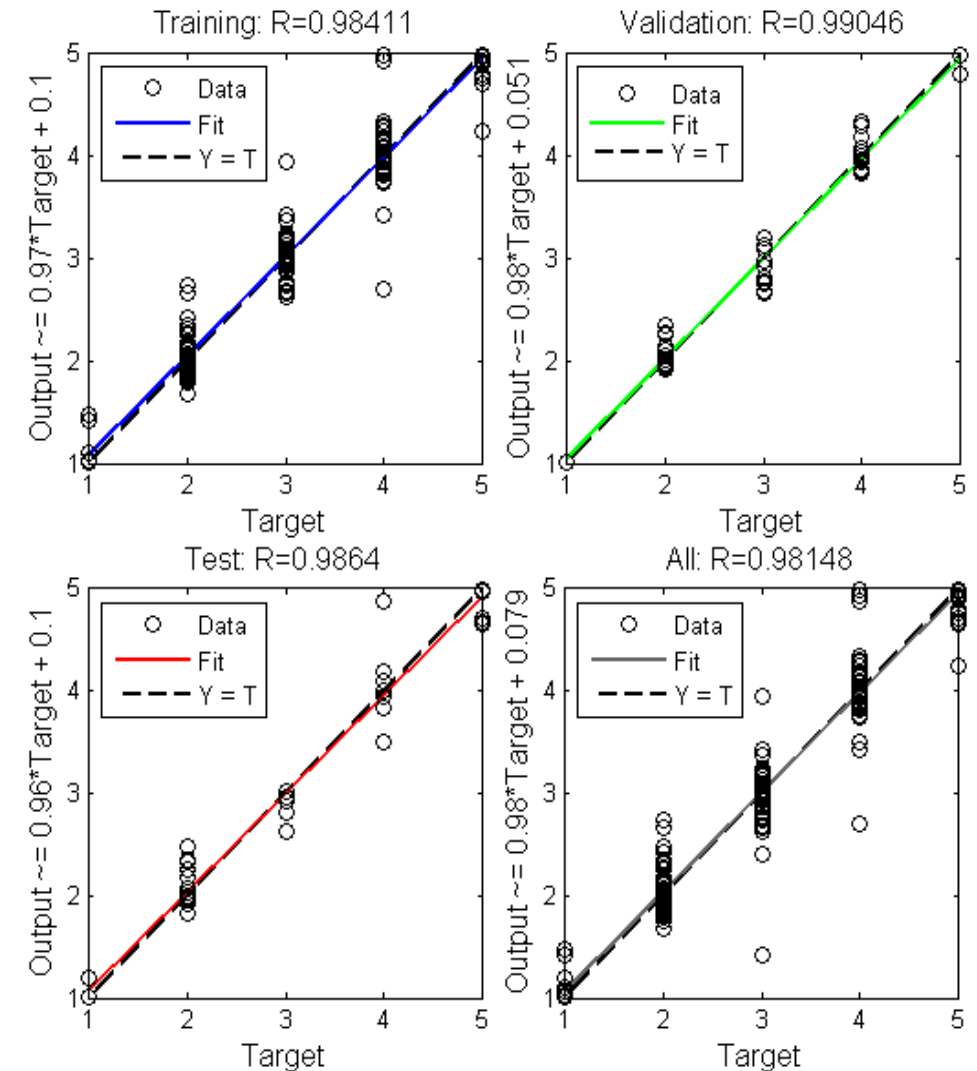 Training: R=0.98411
Output ~= 0.97*Target + 0.1
5
4
3
2
1
Data
Fit
Y = T
1 2 3 4 5
Target
Validation: R=0.99046
Output ~= 0.98*Target + 0.051
5
4
3
2
1
Data
Fit
Y = T
1 2 3 4 5
Target
Test: R=0.9864
Output ~= 0.96*Target + 0.1
5
4
3
2
1
Data
Fit
Y = T
1 2 3 4 5
Target
All: R=0.98148
Output ~= 0.98*Target + 0.079
5
4
3
2
1
Data
Fit
Y = T
1 2 3 4 5
Target